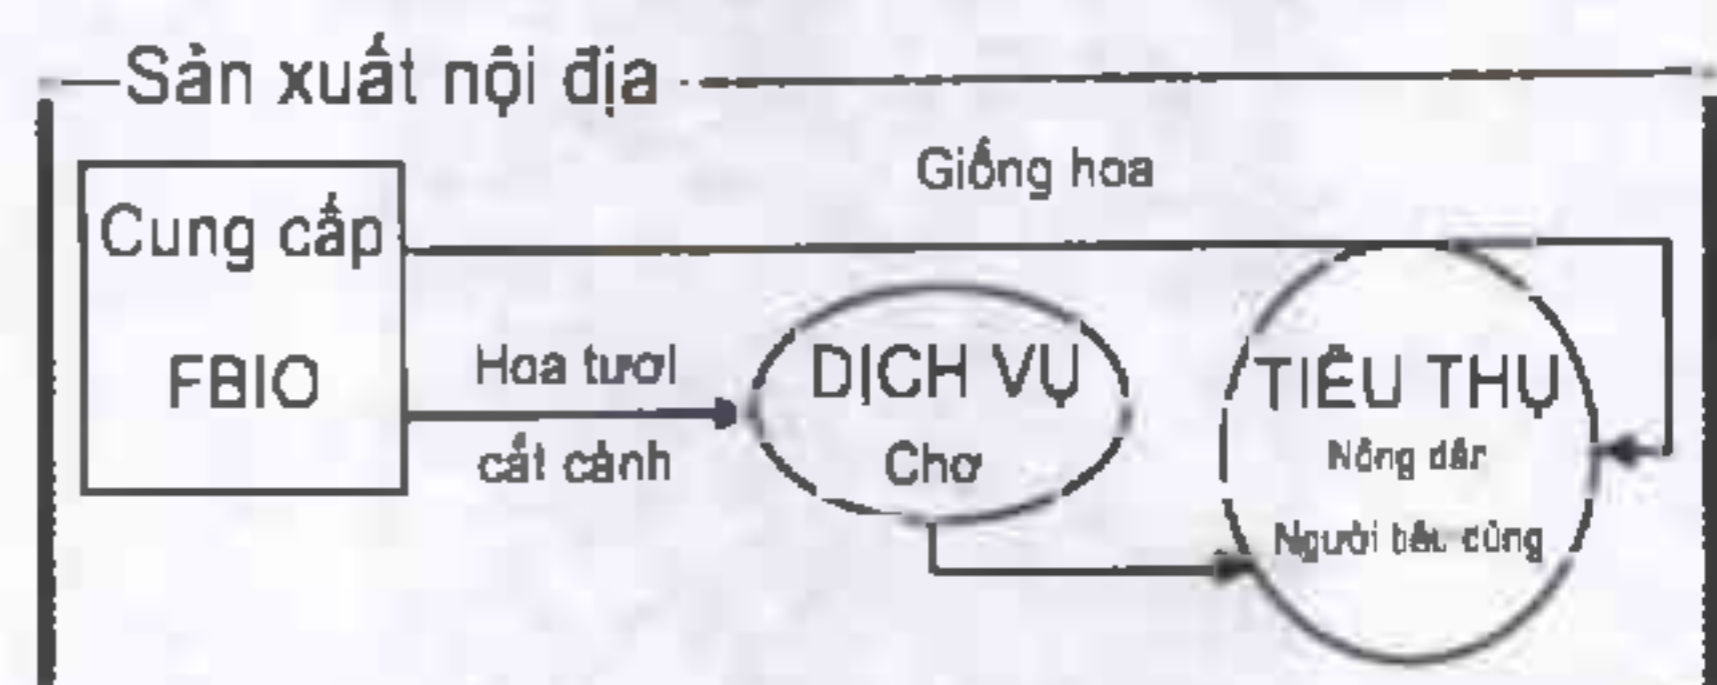 Sản xuất nội địa
Giống hoa
Cung cấp
FBIO
Hoa tươi
cắt cành
DỊCH VỤ
Chợ
TIÊU THỤ
Nông dân
Người tiêu dùng